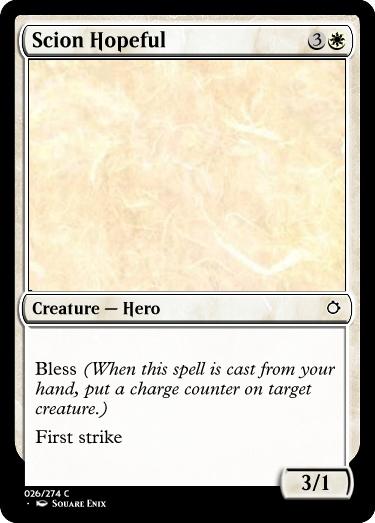 Scion Hopeful 3
Creature — Hero
Bless (When this spell is cast from your
hand, put a charge counter on target
creature.)
First strike
3/1
026/274 C
· Square Enix